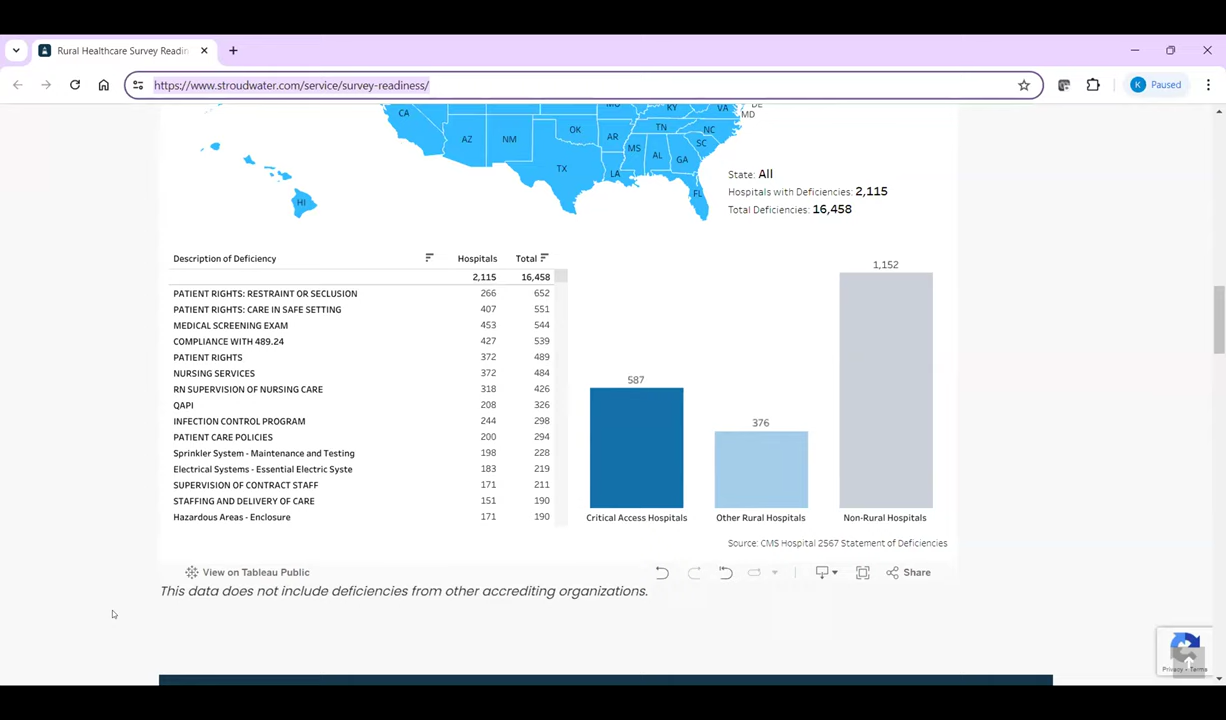 Rural Healthcare Survey Readin
https://www.stroudwater.com/service/survey-readiness/
K Paused
CA
AZ
NM
OK
TX
AR
LA
MS
AL
GA
TN
KY
SC
NC
VA
DE
MD
FL
HI
State: All
Hospitals with Deficiencies: 2,115
Total Deficiencies: 16,458
Description of Deficiency Hospitals Total
2,115 16,458
PATIENT RIGHTS: RESTRAINT OR SECLUSION 266 652
PATIENT RIGHTS: CARE IN SAFE SETTING 407 551
MEDICAL SCREENING EXAM 453 544
COMPLIANCE WITH 489.24 427 539
PATIENT RIGHTS 372 489
NURSING SERVICES 372 484
RN SUPERVISION OF NURSING CARE 318 426
QAPI 208 326
INFECTION CONTROL PROGRAM 244 298
PATIENT CARE POLICIES 200 294
Sprinkler System - Maintenance and Testing 198 228
Electrical Systems - Essential Electric Syste 183 219
SUPERVISION OF CONTRACT STAFF 171 211
STAFFING AND DELIVERY OF CARE 151 190
Hazardous Areas - Enclosure 171 190
587
376
1,152
Critical Access Hospitals Other Rural Hospitals Non-Rural Hospitals
Source: CMS Hospital 2567 Statement of Deficiencies
View on Tableau Public
Share
This data does not include deficiencies from other accrediting organizations.
Privacy - Terms